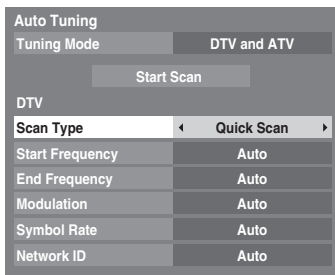 Auto Tuning
Tuning Mode DTV and ATV
Start Scan
DTV
Scan Type Quick Scan
Start Frequency Auto
End Frequency Auto
Modulation Auto
Symbol Rate Auto
Network ID Auto